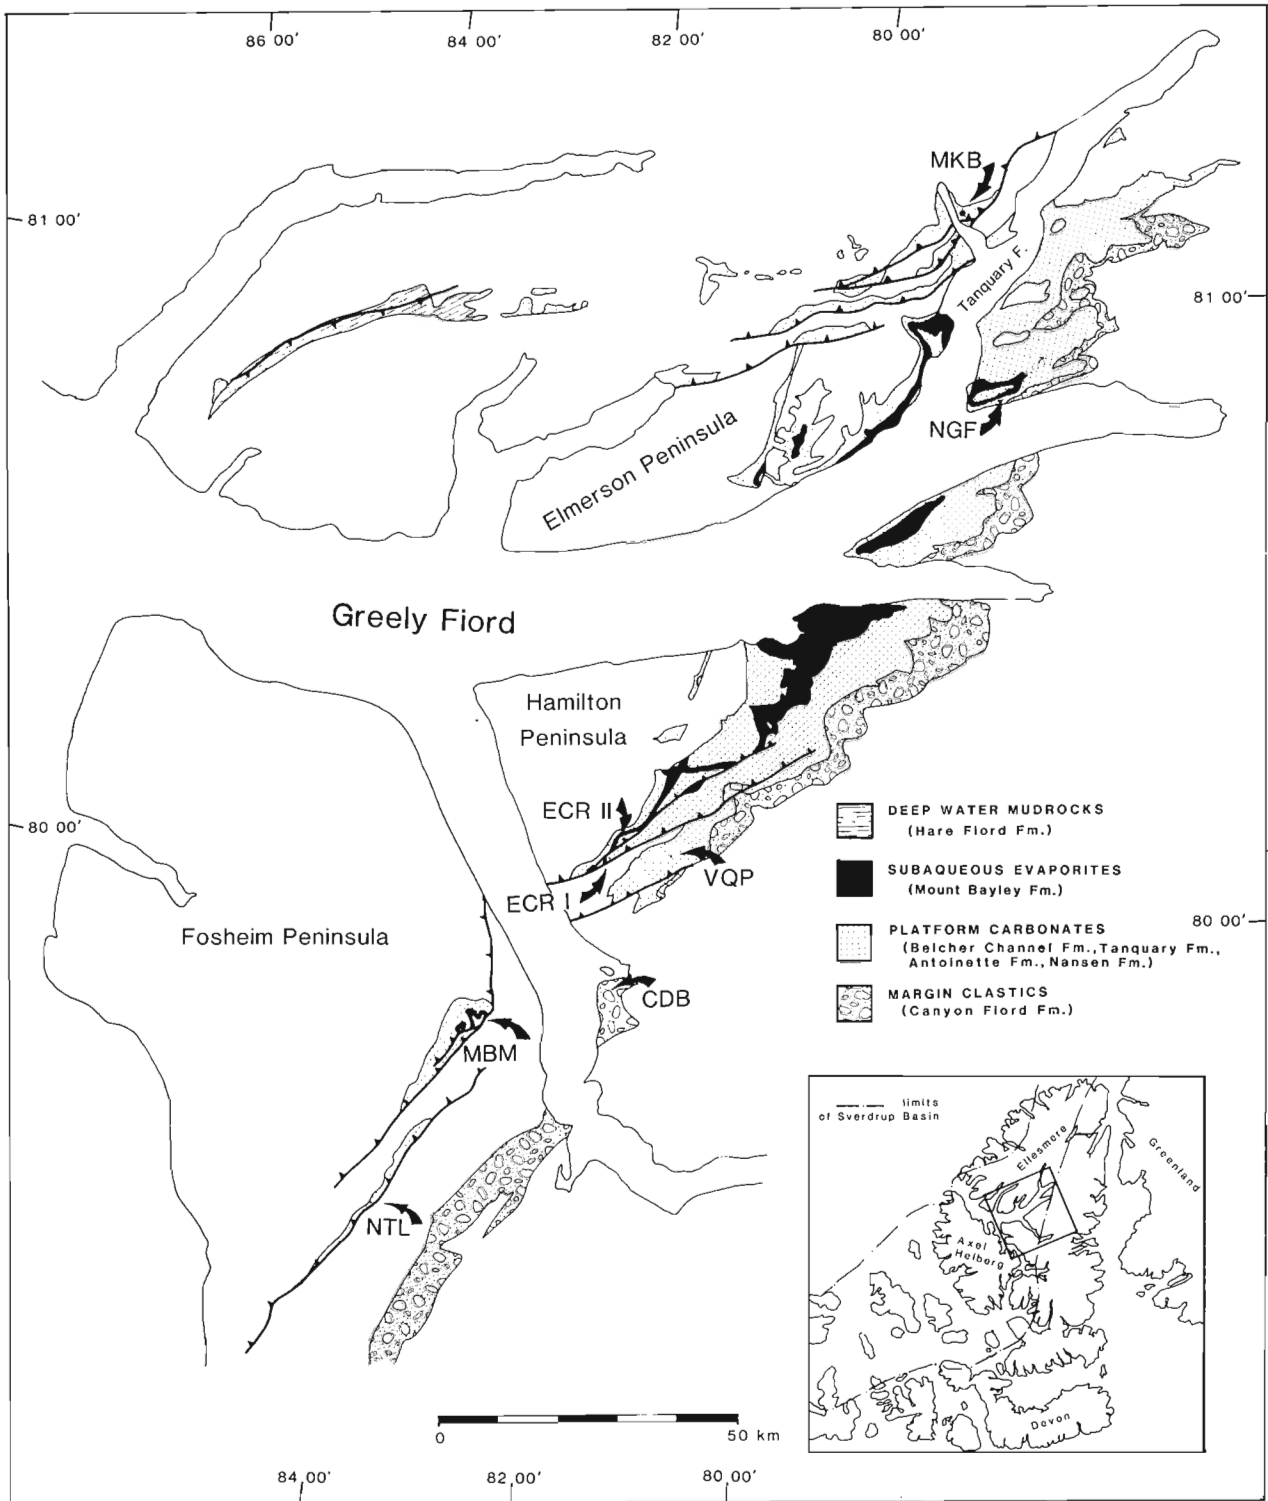 86 00'
84 00'
82 00'
80 00'
MKB
81 00'
Tanquary F.
81 00'
NGF
Elmerson Peninsula
Greely Fiord
Hamilton
Peninsula
ECR II
80 00'
DEEP WATER MUDROCKS
(Hare Fiord Fm.)
SUBAQUEOUS EVAPORITES
(Mount Bayley Fm.)
VQP
ECR I
80 00'
PLATFORM CARBONATES
(Belcher Channel Fm., Tanquary Fm.,
Antoinette Fm., Nansen Fm.)
Fosheim Peninsula
MARGIN CLASTICS
(Canyon Fiord Fm.)
CDB
MBM
limits
of Sverdrup Basin
Ellesmere
Greenland
NTL
Axel
Heiberg
Devon
0
50 km
84 00'
82 00'
80 00'